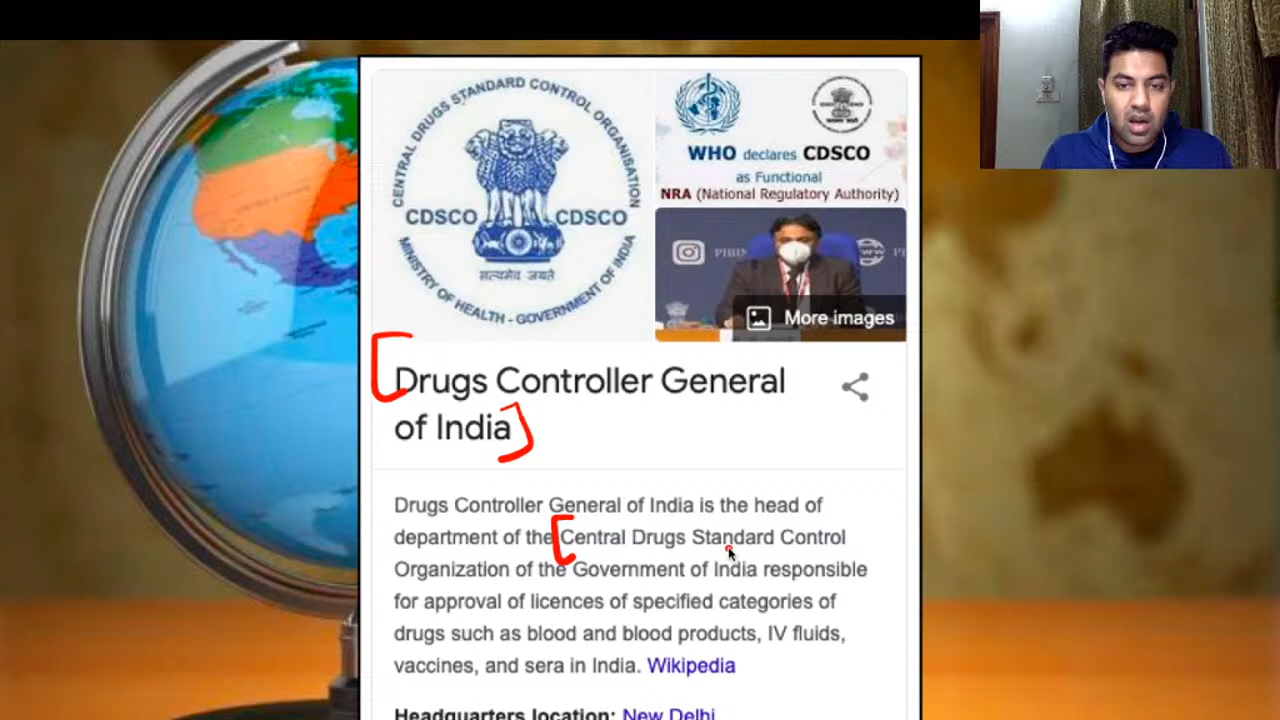 CENTRAL DRUGS STANDARD CONTROL ORGANISATION
CDSCO CDSCO
सत्यमेव जयते
MINISTRY OF HEALTH - GOVERNMENT OF INDIA
WHO declares CDSCO
as Functional
NRA (National Regulatory Authority)
More images
Drugs Controller General
of India
Drugs Controller General of India is the head of
department of the Central Drugs Standard Control
Organization of the Government of India responsible
for approval of licences of specified categories of
drugs such as blood and blood products, IV fluids,
vaccines, and sera in India. Wikipedia
Headquarters location: New Delhi